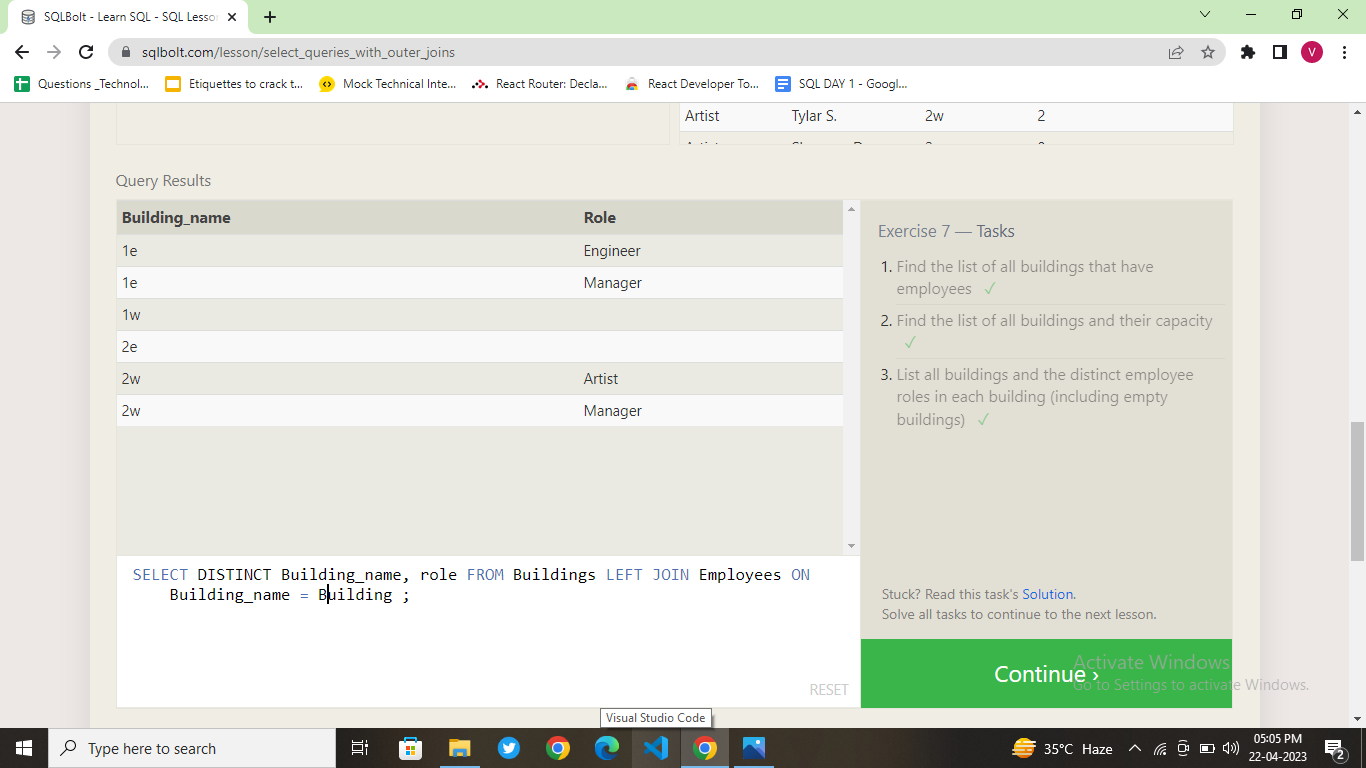 SQLBolt - Learn SQL - SQL Lesso
sqlbolt.com/lesson/select_queries_with_outer_joins
V
Questions _Technol...
Etiquettes to crack t...
Mock Technical Inte...
React Router: Decla...
React Developer To...
SQL DAY 1 - Googl...
Artist Tylar S. 2w 2
Query Results
Building_name Role
1e Engineer
1e Manager
1w
2e
2w Artist
2w Manager
Exercise 7 — Tasks
1. Find the list of all buildings that have
employees ✓
2. Find the list of all buildings and their capacity
✓
3. List all buildings and the distinct employee
roles in each building (including empty
buildings) ✓
SELECT DISTINCT Building_name, role FROM Buildings LEFT JOIN Employees ON
Building_name = Building ;
RESET
Stuck? Read this task's Solution.
Solve all tasks to continue to the next lesson.
Continue ›
Activate Windows
Go to Settings to activate Windows.
Visual Studio Code
Type here to search
35°C Haze
05:05 PM
22-04-2023
2